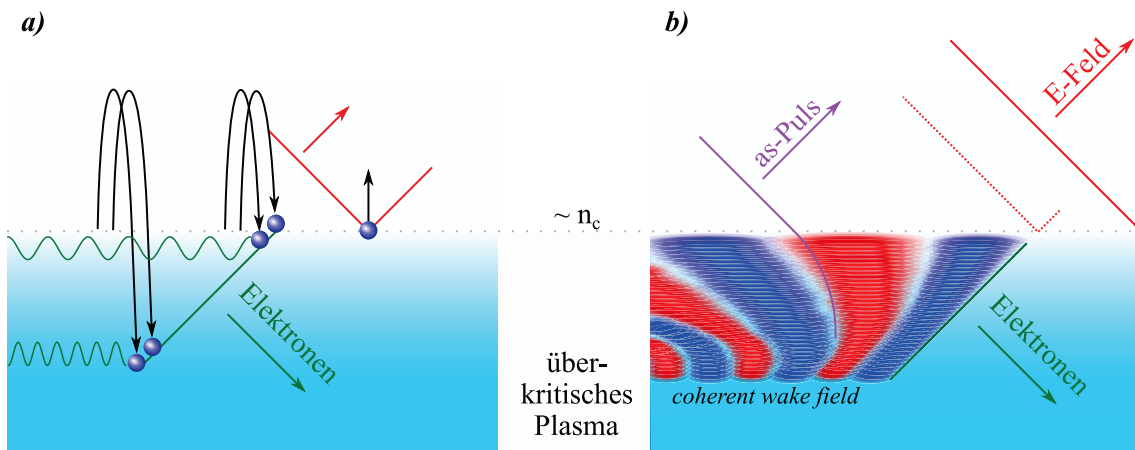 a)
Elektronen
~ n_c
über-
kritisches
Plasma
b)
as-Puls
E-Feld
coherent wake field
Elektronen